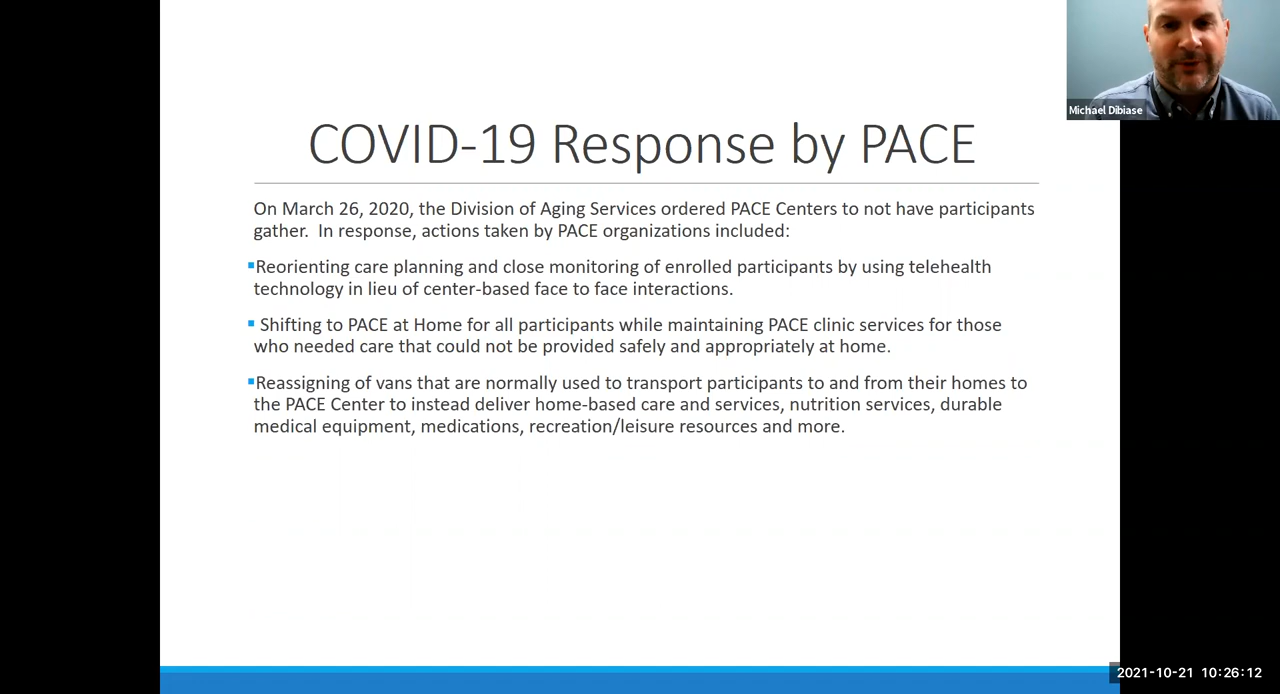 Michael Dibiase
COVID-19 Response by PACE
On March 26, 2020, the Division of Aging Services ordered PACE Centers to not have participants
gather.  In response, actions taken by PACE organizations included:
▪Reorienting care planning and close monitoring of enrolled participants by using telehealth
technology in lieu of center-based face to face interactions.
▪ Shifting to PACE at Home for all participants while maintaining PACE clinic services for those
who needed care that could not be provided safely and appropriately at home.
▪Reassigning of vans that are normally used to transport participants to and from their homes to
the PACE Center to instead deliver home-based care and services, nutrition services, durable
medical equipment, medications, recreation/leisure resources and more.
2021-10-21 10:26:12